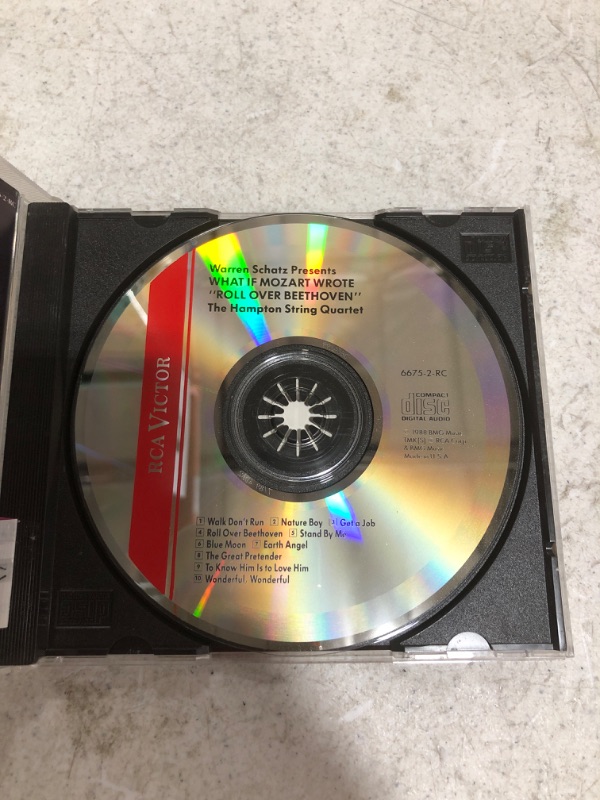 Warren Schatz Presents
WHAT IF MOZART WROTE
"ROLL OVER BEETHOVEN"
The Hampton String Quartet
RCA VICTOR
6675-2-RC
COMPACT
disc
DIGITAL AUDIO
Made in U.S.A.
1 Walk Don't Run 2 Nature Boy 3 Get a Job
4 Roll Over Beethoven 5 Stand By Me
6 Blue Moon 7 Earth Angel
8 The Great Pretender
9 To Know Him Is to Love Him
10 Wonderful, Wonderful